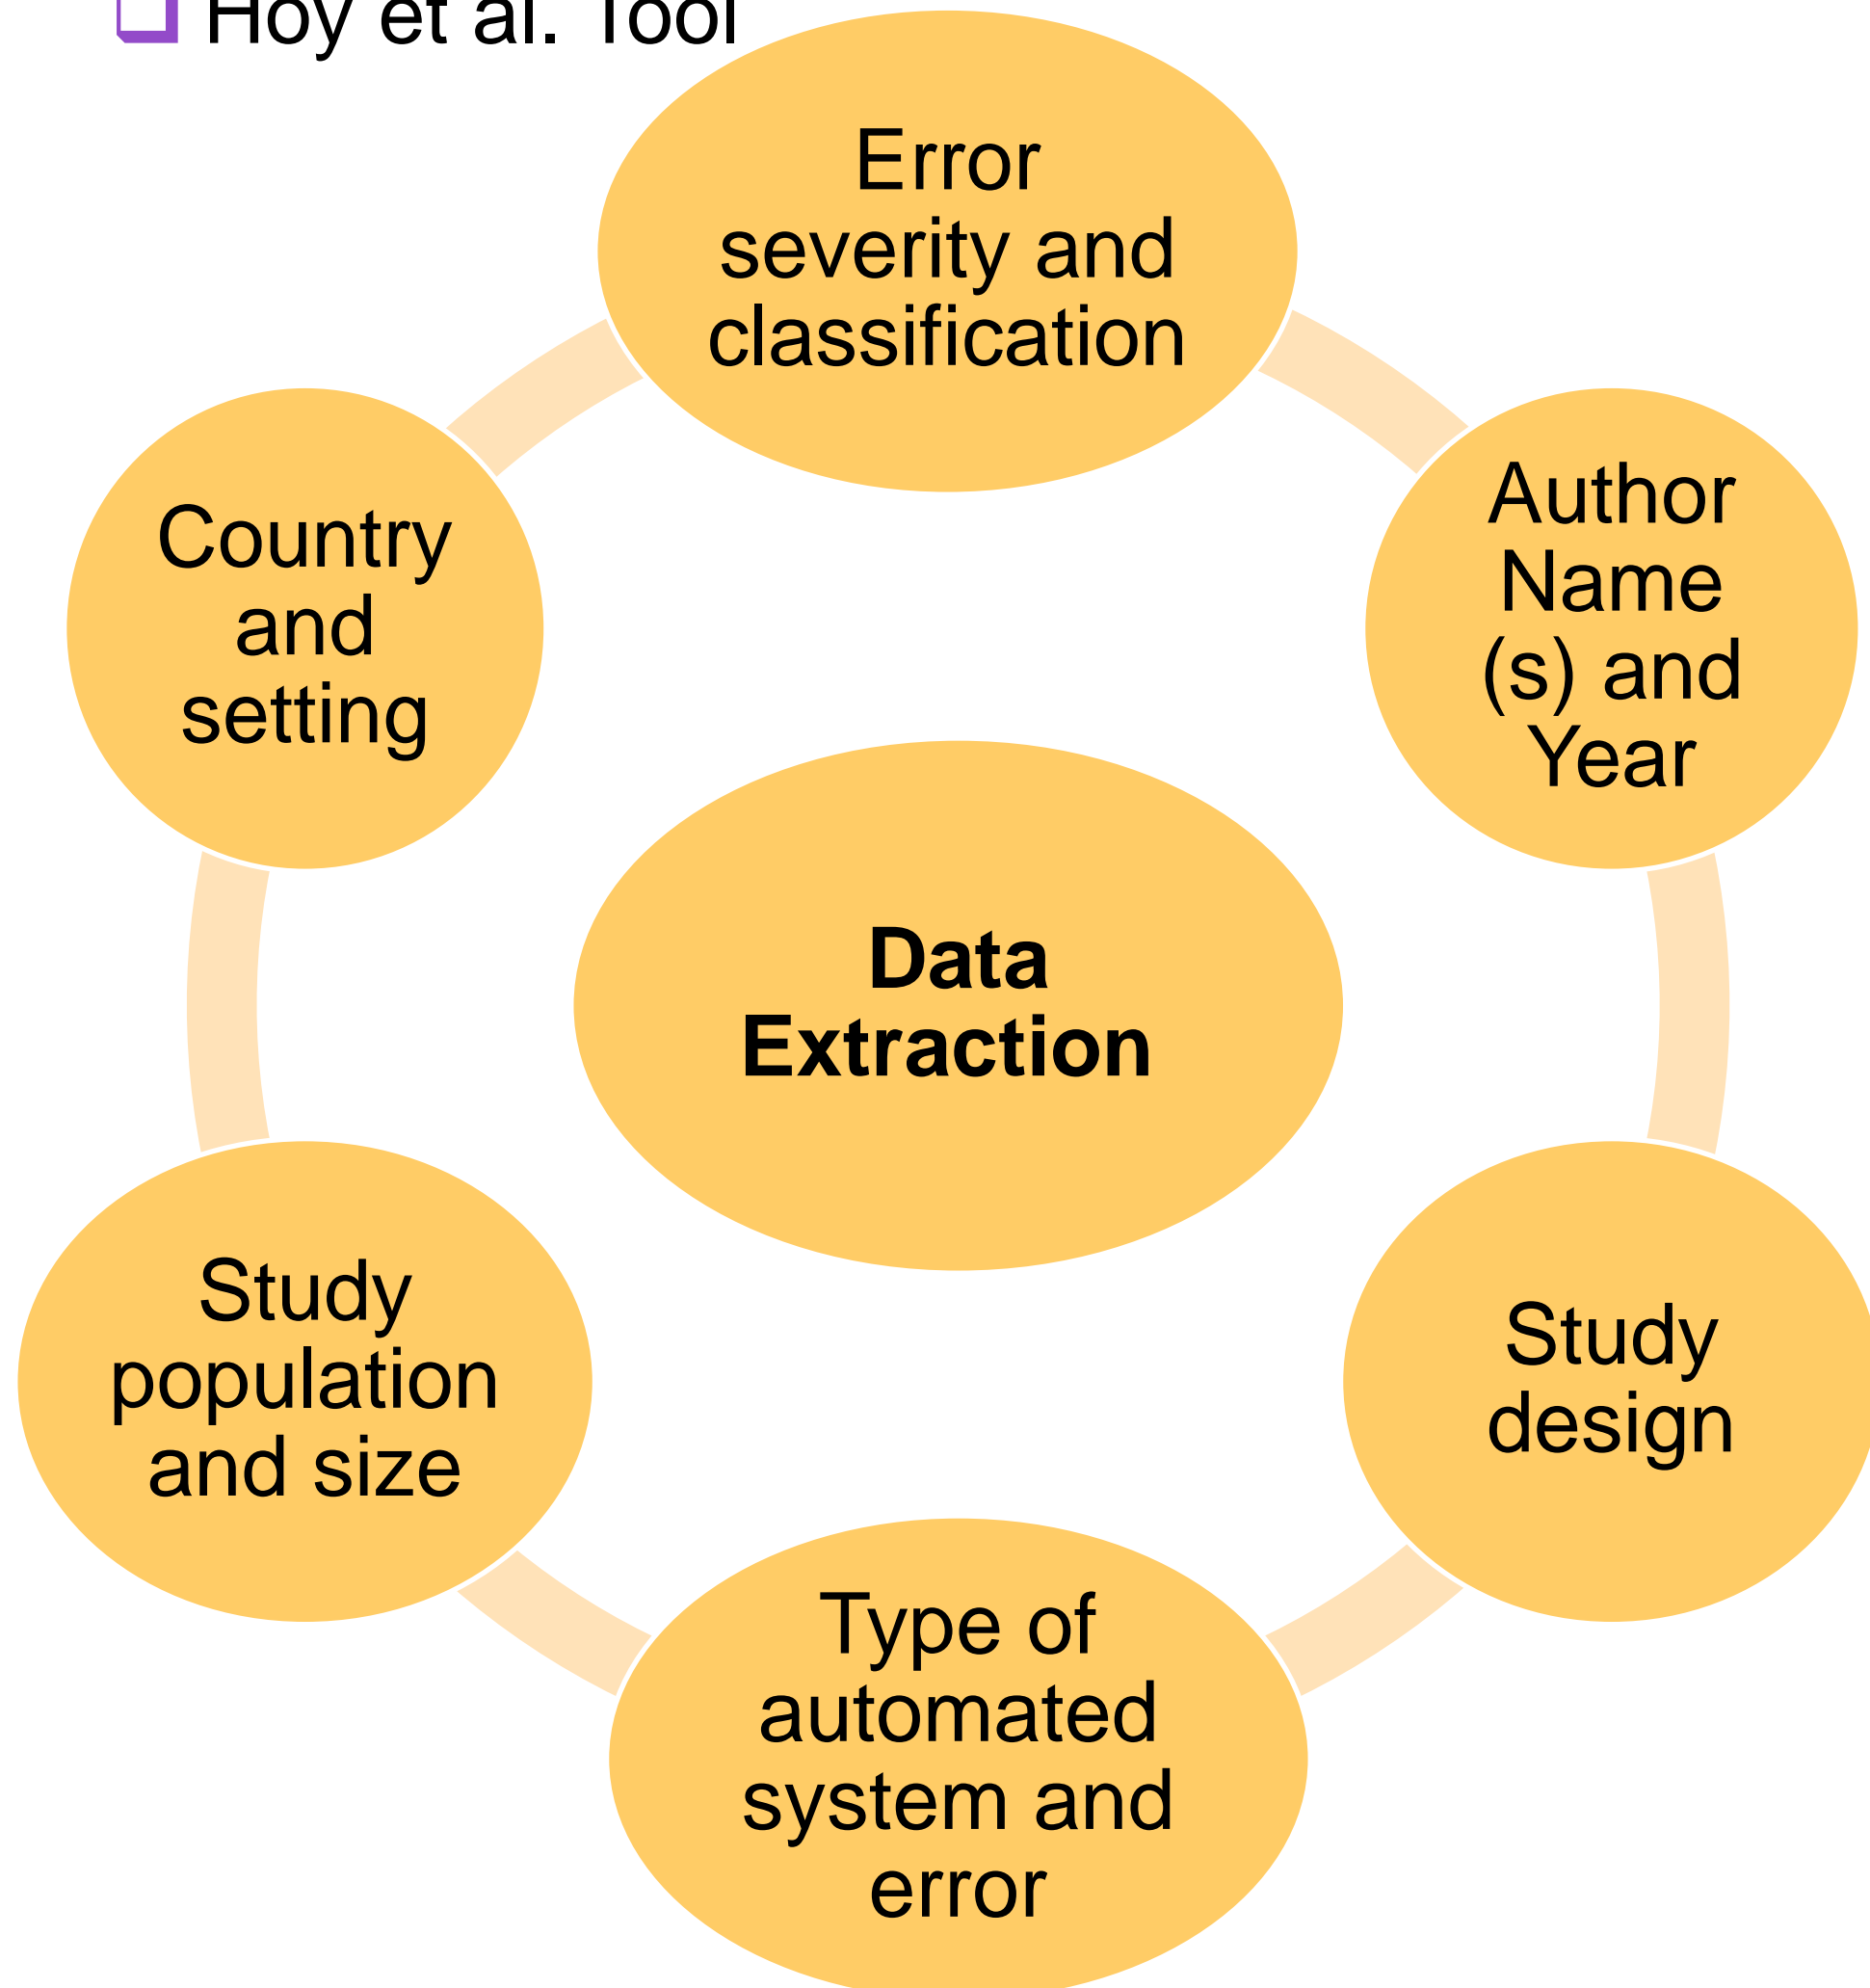 Hoy et al. Tool
Error
severity and
classification
Author
Name
(s) and
Year
Study
design
Type of
automated
system and
error
Study
population
and size
Country
and
setting
Data
Extraction